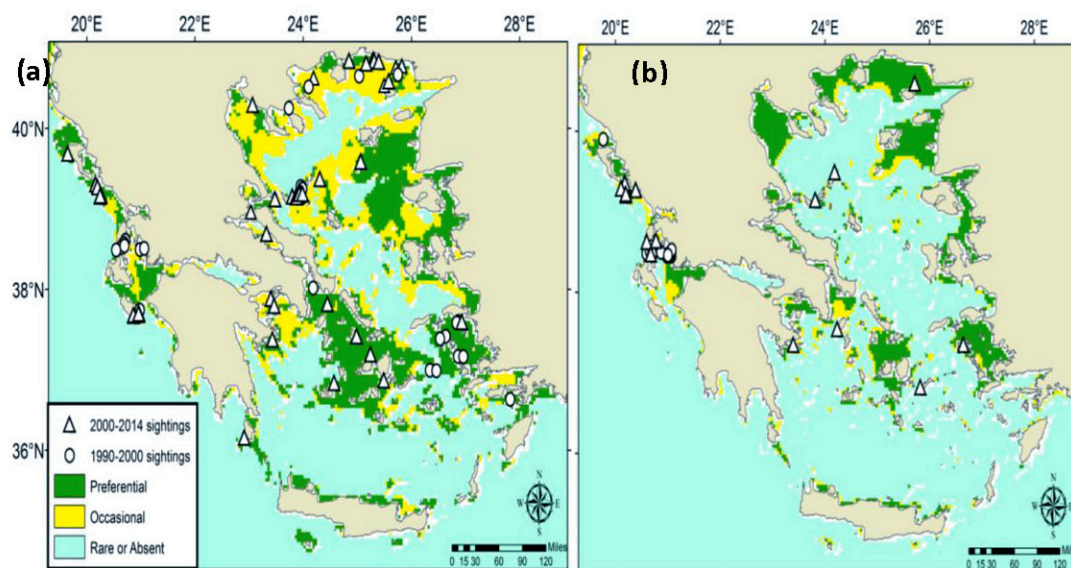 20°E 22°E 24°E 26°E 28°E
20°E 22°E 24°E 26°E 28°E
(a)
(b)
40°N
38°N
36°N
2000-2014 sightings
1990-2000 sightings
Preferential
Occasional
Rare or Absent
N
W E
S
Miles
0 15 30 60 90 120
N
W E
S
Mil
0 15 30 60 90 120